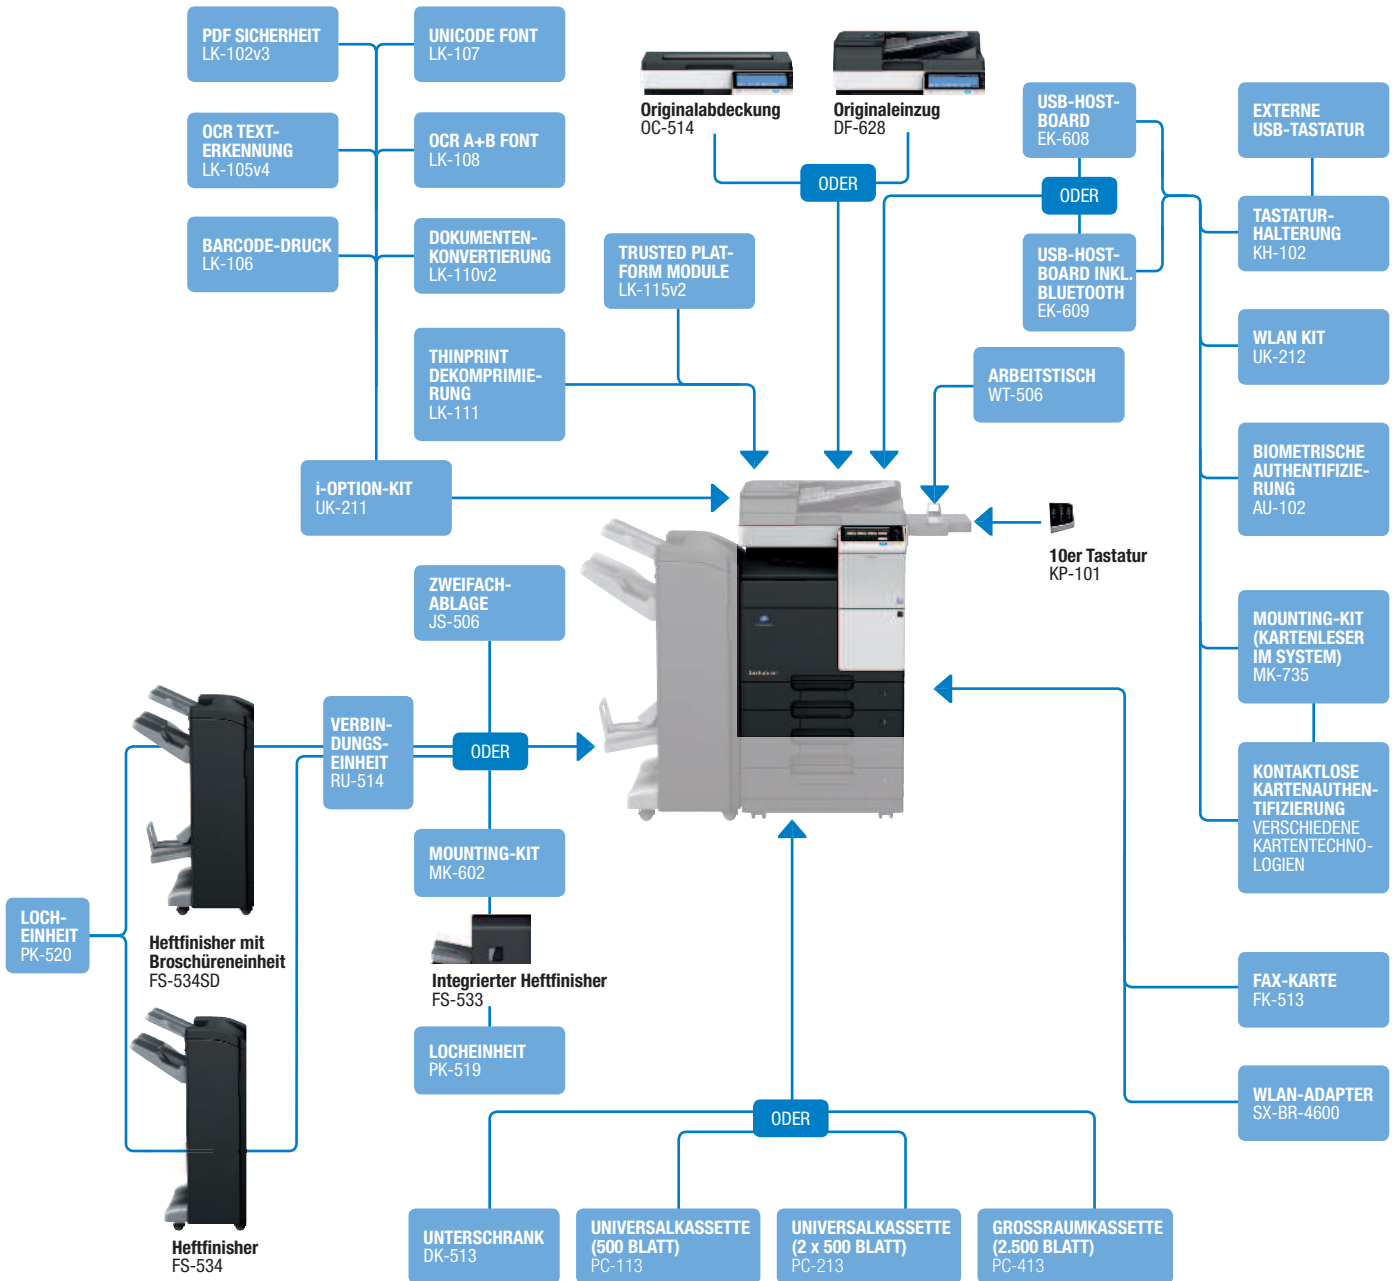 PDF SICHERHEIT
LK-102v3
UNICODE FONT
LK-107
OCR TEXT-
ERKENNUNG
LK-105v4
OCR A+B FONT
LK-108
BARCODE-DRUCK
LK-106
DOKUMENTEN-
KONVERTIERUNG
LK-110v2
THINPRINT
DEKOMPRIMIE-
RUNG
LK-111
TRUSTED PLAT-
FORM MODULE
LK-115v2
i-OPTION-KIT
UK-211
Originalabdeckung
OC-514
Originaleinzug
DF-628
ODER
USB-HOST-
BOARD
EK-608
ODER
USB-HOST-
BOARD INKL.
BLUETOOTH
EK-609
EXTERNE
USB-TASTATUR
TASTATUR-
HALTERUNG
KH-102
WLAN KIT
UK-212
ARBEITSTISCH
WT-506
BIOMETRISCHE
AUTHENTIFIZIE-
RUNG
AU-102
10er Tastatur
KP-101
MOUNTING-KIT
(KARTENLESER
IM SYSTEM)
MK-735
KONTAKTLOSE
KARTENAUTHEN-
TIFIZIERUNG
VERSCHIEDENE
KARTENTECHNO-
LOGIEN
ZWEIFACH-
ABLAGE
JS-506
VERBIN-
DUNGS-
EINHEIT
RU-514
ODER
MOUNTING-KIT
MK-602
LOCH-
EINHEIT
PK-520
Heftfinisher mit
Broschüreneinheit
FS-534SD
Integrierter Heftfinisher
FS-533
LOCHEINHEIT
PK-519
Heftfinisher
FS-534
FAX-KARTE
FK-513
WLAN-ADAPTER
SX-BR-4600
ODER
UNTERSCHRANK
DK-513
UNIVERSALKASSETTE
(500 BLATT)
PC-113
UNIVERSALKASSETTE
(2 x 500 BLATT)
PC-213
GROSSRAUMKASSETTE
(2.500 BLATT)
PC-413